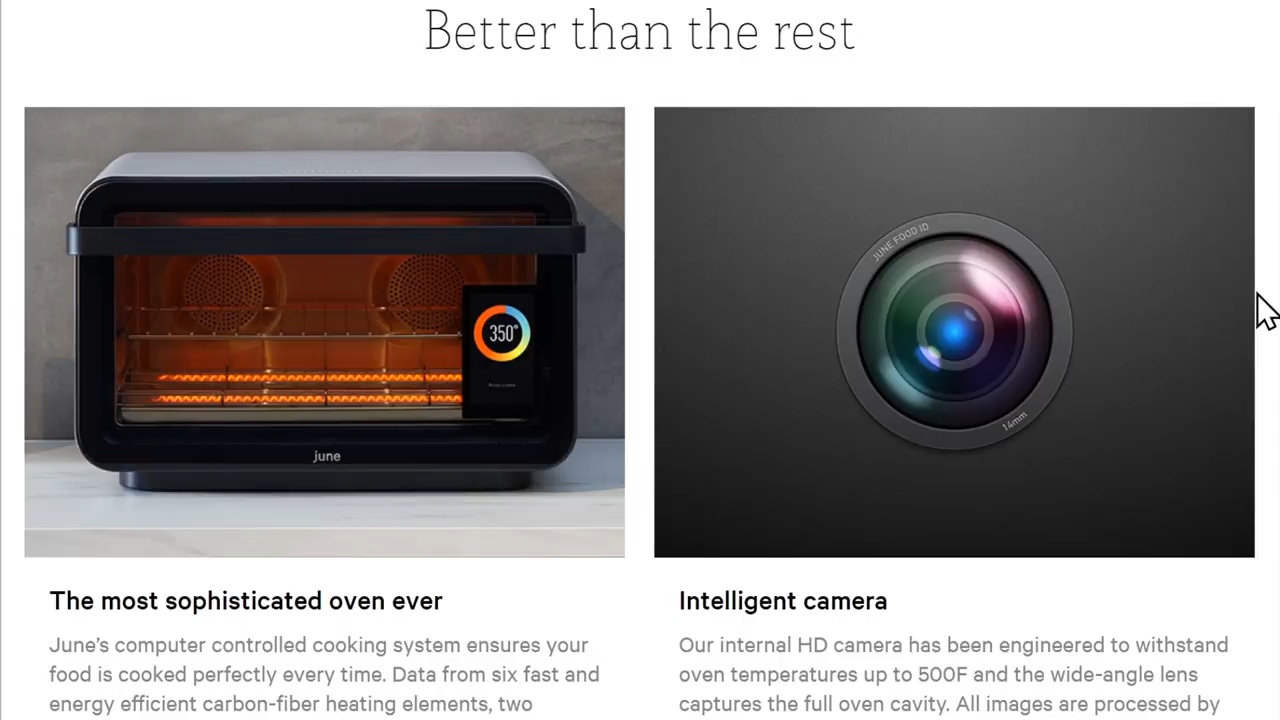 Better than the rest
350°
june
JUNE FOOD ID
14mm
The most sophisticated oven ever
June's computer controlled cooking system ensures your
food is cooked perfectly every time. Data from six fast and
energy efficient carbon-fiber heating elements, two
Intelligent camera
Our internal HD camera has been engineered to withstand
oven temperatures up to 500F and the wide-angle lens
captures the full oven cavity. All images are processed by